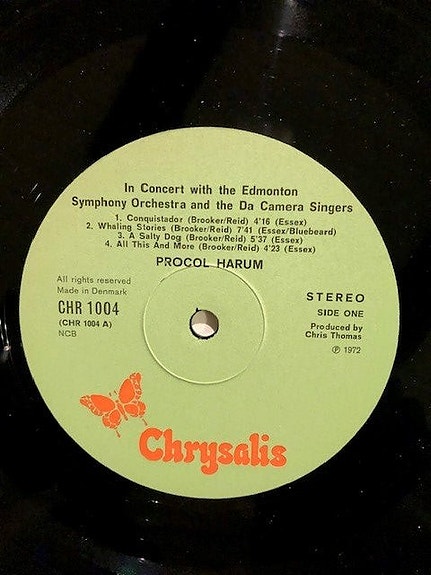 In Concert with the Edmonton
Symphony Orchestra and the Da Camera Singers
1. Conquistador (Brooker/Reid) 4'16 (Essex)
2. Whaling Stories (Brooker/Reid) 7'41 (Essex/Bluebeard)
3. A Salty Dog (Brooker/Reid) 5'37 (Essex)
4. All This And More (Brooker/Reid) 4'23 (Essex)
PROCOL HARUM
All rights reserved
Made in Denmark
CHR 1004
(CHR 1004 A)
NCB
STEREO
SIDE ONE
Produced by
Chris Thomas
℗ 1972
Chrysalis